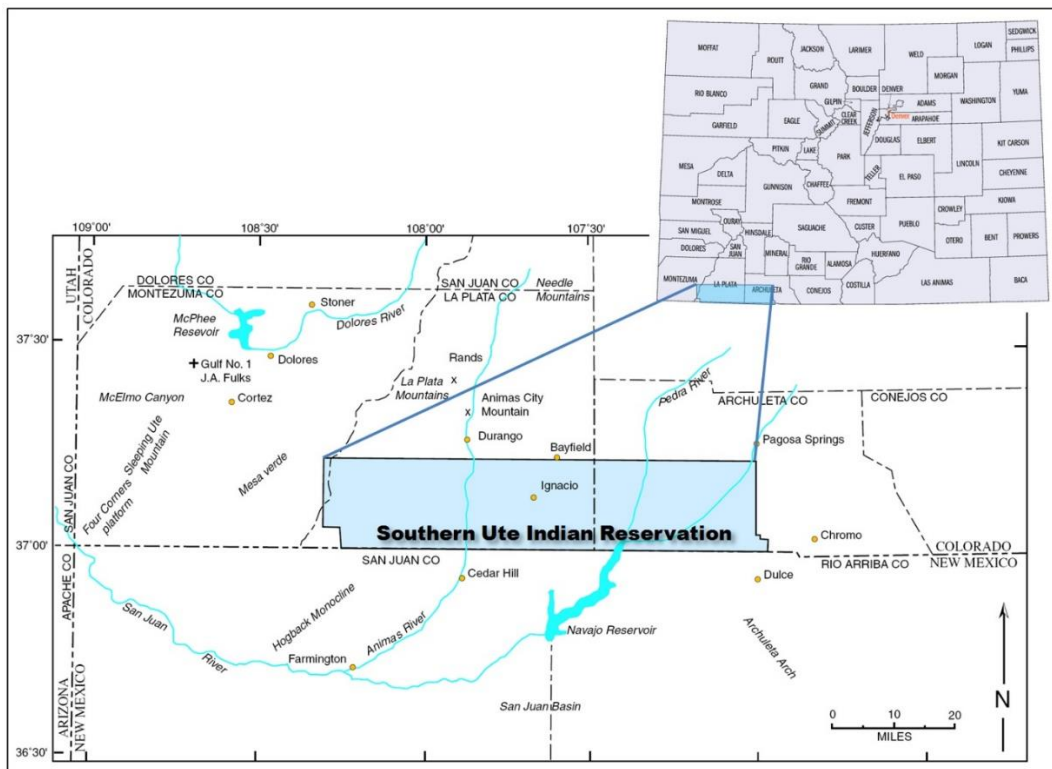 MOFFAT
ROUTT
JACKSON
LARIMER
WELD
LOGAN
SEDGWICK
PHILLIPS
MORGAN
RIO BLANCO
GRAND
BOULDER
DENVER
YUMA
GILPIN
ADAMS
WASHINGTON
Denver
GARFIELD
EAGLE
SUMMIT
CLEAR
CREEK
JEFFERSON
ARAPAHOE
DOUGLAS
ELBERT
KIT CARSON
PITKIN
LAKE
PARK
LINCOLN
MESA
DELTA
TELLER
EL PASO
CHEYENNE
GUNNISON
CHAFFEE
FREMONT
KIOWA
MONTROSE
CROWLEY
OURAY
SAGUACHE
CUSTER
PUEBLO
SAN MIGUEL
HINSDALE
OTERO
BENT
PROWERS
DOLORES
SAN
JUAN
MINERAL
RIO
GRANDE
ALAMOSA
HUERFANO
MONTEZUMA
LA PLATA
ARCHULETA
CONEJOS
COSTILLA
LAS ANIMAS
BACA
109°00'
108°30'
108°00'
107°30'
UTAH
COLORADO
DOLORES CO
MONTEZUMA CO
SAN JUAN CO
LA PLATA CO
Needle
Mountains
Stoner
McPhee
Resevoir
Dolores River
37°30'
Dolores
Rands
Gulf No. 1
J.A. Fulks
La Plata
Mountains
x
Pedra River
McElmo Canyon
Cortez
Animas City
Mountain
x
ARCHULETA CO
CONEJOS CO
Durango
Pagosa Springs
Bayfield
Sleeping Ute
Mountain
Mesa verde
Ignacio
Four Corners
platform
SAN JUAN CO
Southern Ute Indian Reservation
Chromo
37°00'
COLORADO
NEW MEXICO
SAN JUAN CO
RIO ARRIBA CO
APACHE CO
Cedar Hill
Dulce
San Juan
River
Hogback Monocline
Animas River
Navajo Reservoir
Archuleta Arch
Farmington
San Juan Basin
N
ARIZONA
NEW MEXICO
0 10 20
MILES
36°30'